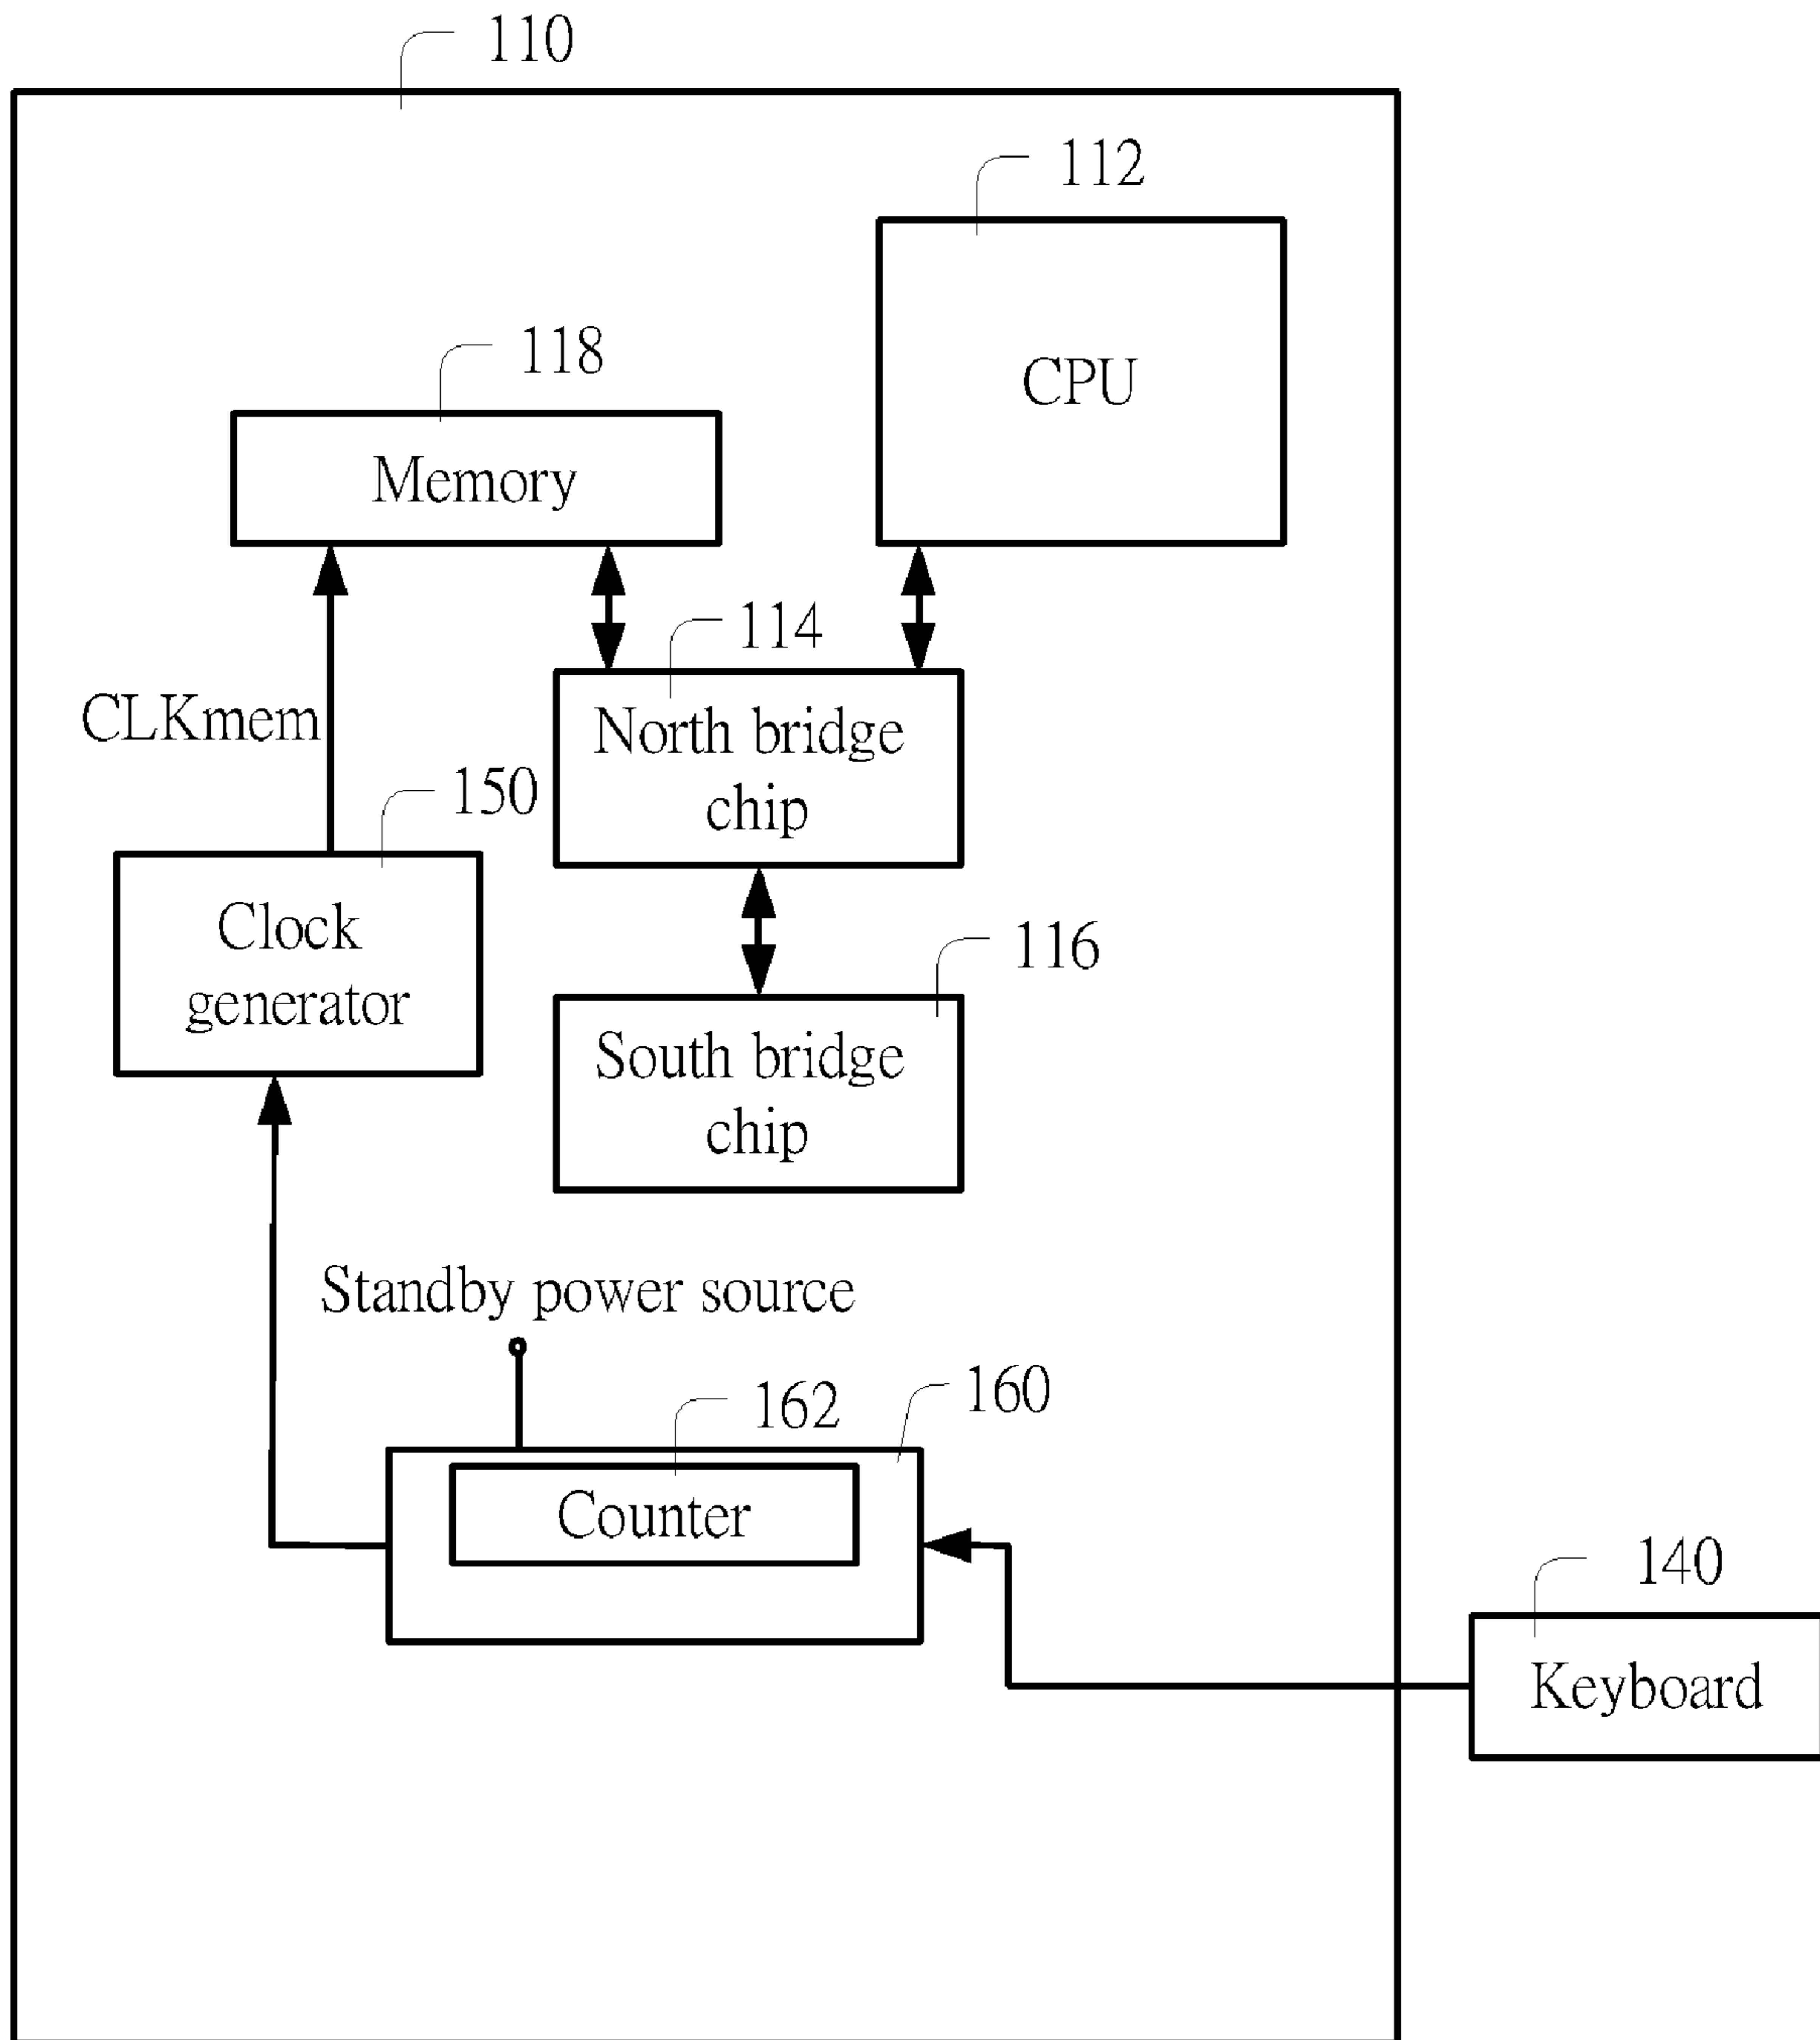 110
112
CPU
118
Memory
114
North bridge
chip
CLKmem
150
Clock
generator
116
South bridge
chip
Standby power source
160
162
Counter
140
Keyboard